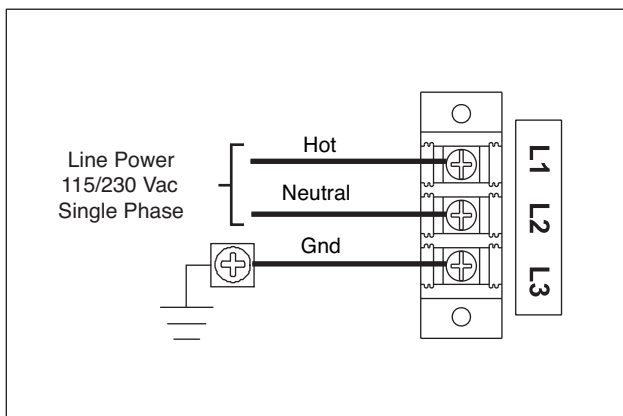 Hot
Line Power
115/230 Vac
Single Phase
Neutral
Gnd
L1
L2
L3